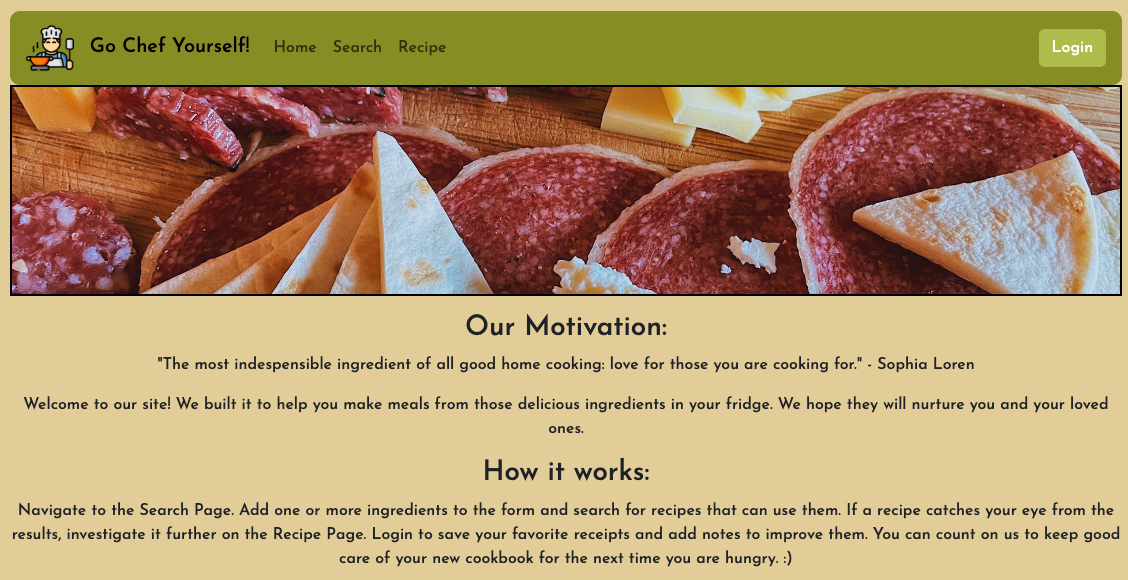 Go Chef Yourself! Home Search Recipe Login
Our Motivation:
"The most indespensible ingredient of all good home cooking: love for those you are cooking for." - Sophia Loren
Welcome to our site! We built it to help you make meals from those delicious ingredients in your fridge. We hope they will nurture you and your loved
ones.
How it works:
Navigate to the Search Page. Add one or more ingredients to the form and search for recipes that can use them. If a recipe catches your eye from the
results, investigate it further on the Recipe Page. Login to save your favorite receipts and add notes to improve them. You can count on us to keep good
care of your new cookbook for the next time you are hungry. :)